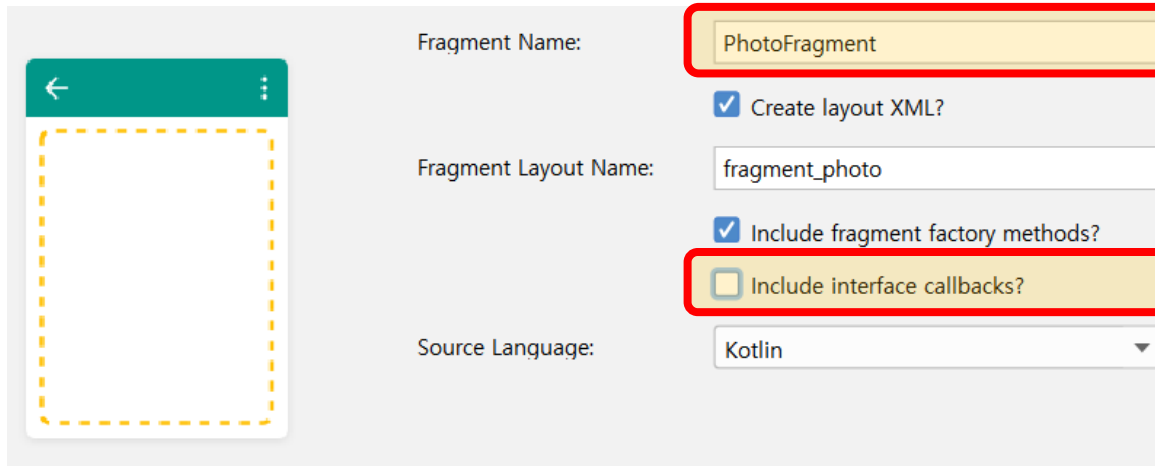 Fragment Name: PhotoFragment
Create layout XML?
Fragment Layout Name: fragment_photo
Include fragment factory methods?
Include interface callbacks?
Source Language: Kotlin